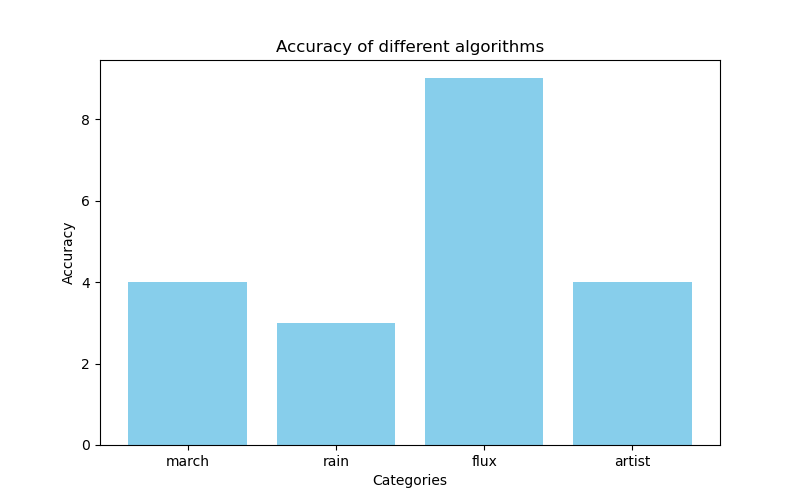 Accuracy of different algorithms
Accuracy
8
6
4
2
0
march rain flux artist
Categories